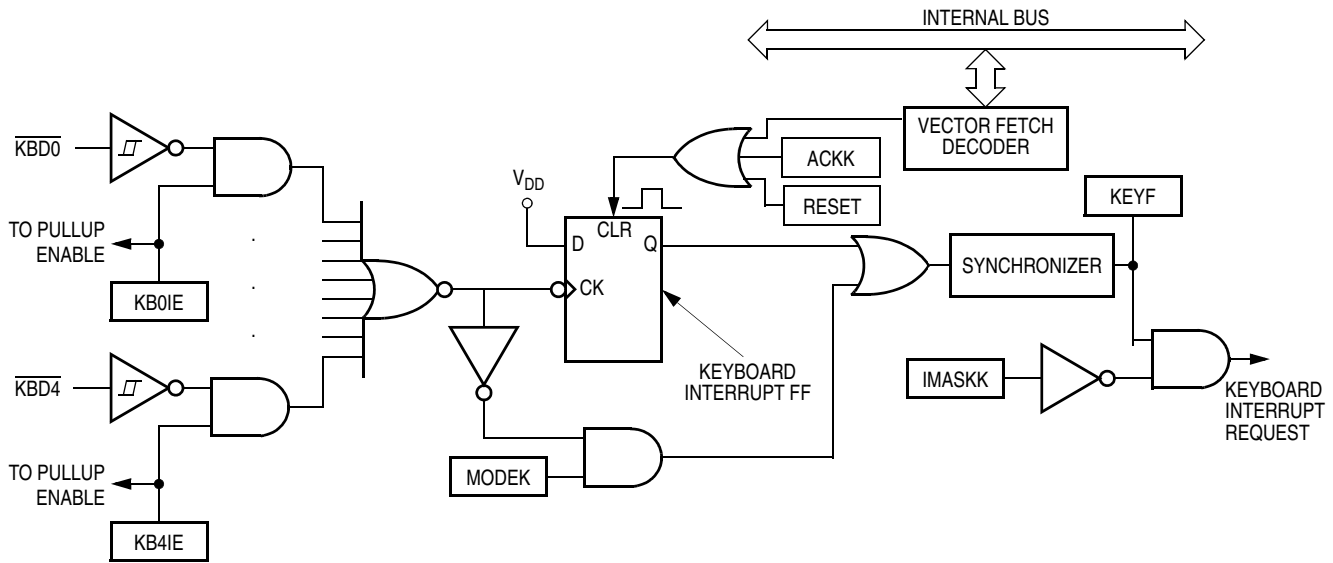 INTERNAL BUS
VECTOR FETCH
DECODER
ACKK
RESET
KBD0
TO PULLUP
ENABLE
KB0IE
VDD
CLR
D
Q
CK
KEYF
SYNCHRONIZER
KEYBOARD
INTERRUPT FF
IMASKK
KEYBOARD
INTERRUPT
REQUEST
KBD4
TO PULLUP
ENABLE
KB4IE
MODEK